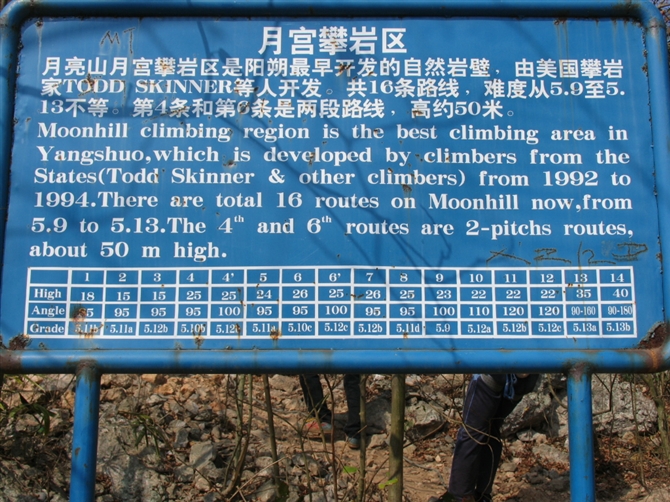 月宫攀岩区
月亮山月宫攀岩区是阳朔最早开发的自然岩壁，由美国攀岩
家TODD SKINNER等人开发。共16条路线，难度从5.9至5.
13不等。第4条和第6条是两段路线，高约50米。
Moonhill climbing region is the best climbing area in
Yangshuo,which is developed by climbers from the
States(Todd Skinner & other climbers) from 1992 to
1994.There are total 16 routes on Moonhill now,from
5.9 to 5.13.The 4th and 6th routes are 2-pitchs routes,
about 50 m high.
1 2 3 4 4' 5 6 6' 7 8 9 10 11 12 13 14
High 18 15 15 25 25 24 26 25 26 25 23 22 22 22 35 40
Angle 95 95 95 100 95 95 100 95 95 100 110 120 120 90-160 90-180
Grade 5.11b 5.11a 5.12b 5.10b 5.11a 5.10c 5.12c 5.12b 5.11d 5.9 5.12a 5.12b 5.12c 5.13a 5.13b